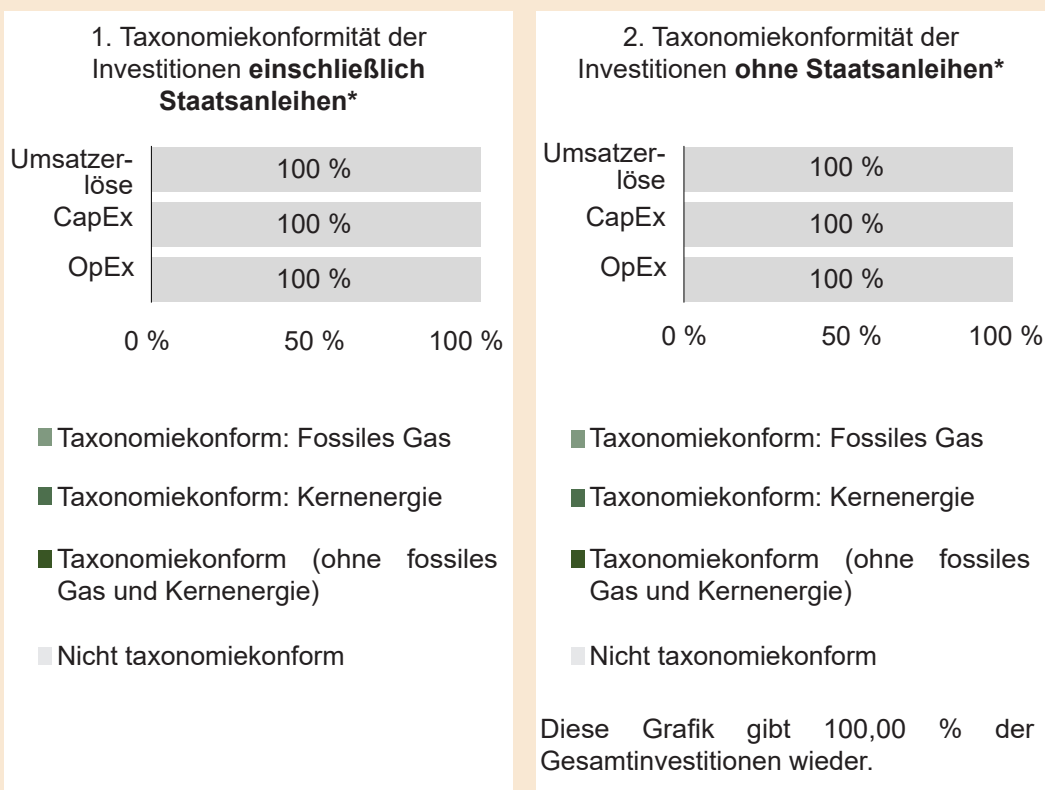 1. Taxonomiekonformität der
Investitionen einschließlich
Staatsanleihen*
Umsatzer-
löse
100 %
CapEx
100 %
OpEx
100 %
0 % 50 % 100 %
Taxonomiekonform: Fossiles Gas
Taxonomiekonform: Kernenergie
Taxonomiekonform (ohne fossiles
Gas und Kernenergie)
Nicht taxonomiekonform
2. Taxonomiekonformität der
Investitionen ohne Staatsanleihen*
Umsatzer-
löse
100 %
CapEx
100 %
OpEx
100 %
0 % 50 % 100 %
Taxonomiekonform: Fossiles Gas
Taxonomiekonform: Kernenergie
Taxonomiekonform (ohne fossiles
Gas und Kernenergie)
Nicht taxonomiekonform
Diese Grafik gibt 100,00 % der
Gesamtinvestitionen wieder.